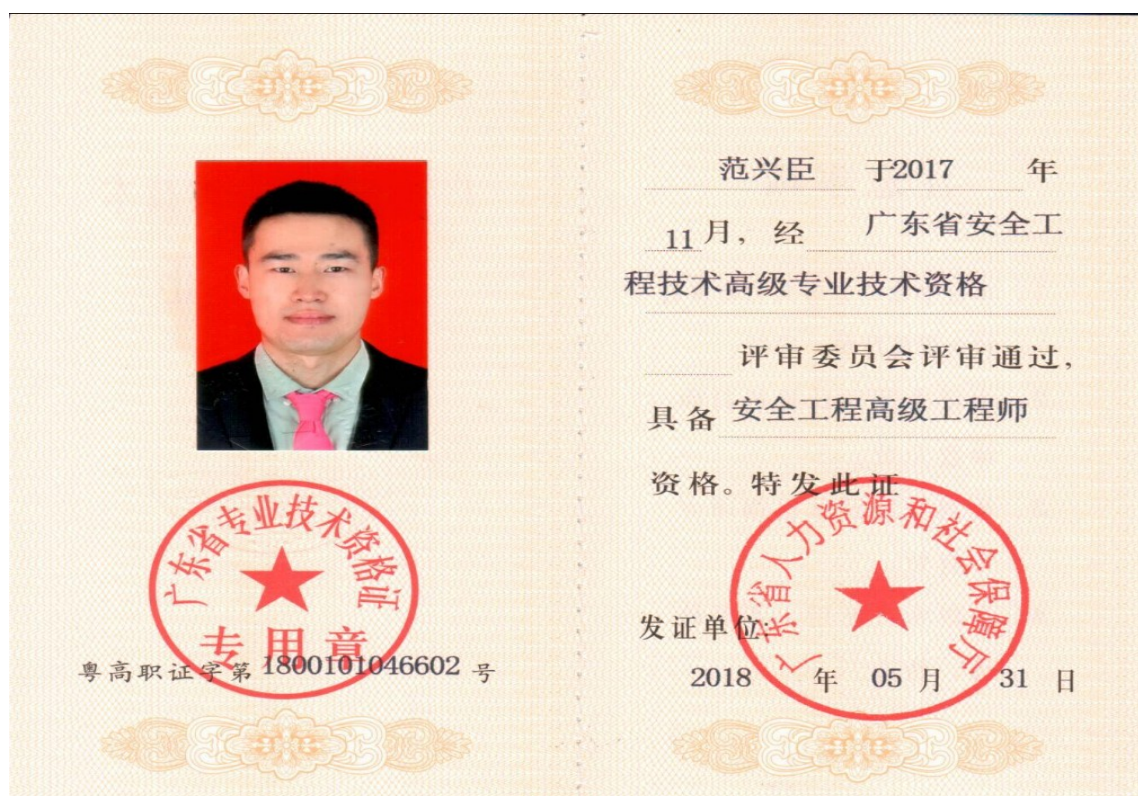 广东省专业技术资格证
专用章
粤高职证字第 1800101046602 号
范兴臣 于2017 年
11月，经 广东省安全工
程技术高级专业技术资格
评审委员会评审通过，
具备 安全工程高级工程师
资格。特发此证
广东省人力资源和社会保障厅
发证单位:
2018 年 05 月 31 日